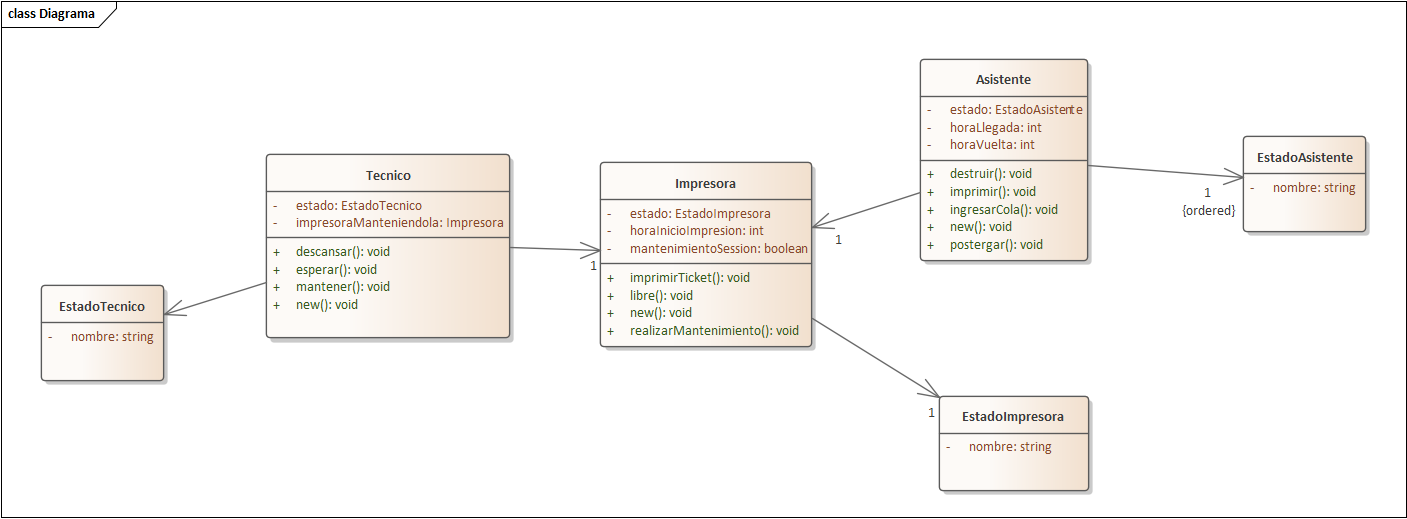 class Diagrama
Tecnico
- estado: EstadoTecnico
- impresoraManteniendola: Impresora
+ descansar(): void
+ esperar(): void
+ mantener(): void
+ new(): void
EstadoTecnico
- nombre: string
Impresora
- estado: EstadoImpresora
- horaInicioImpresion: int
- mantenimientoSession: boolean
+ imprimirTicket(): void
+ libre(): void
+ new(): void
+ realizarMantenimiento(): void
1
Asistente
- estado: EstadoAsistente
- horaLlegada: int
- horaVuelta: int
+ destruir(): void
+ imprimir(): void
+ ingresarCola(): void
+ new(): void
+ postergar(): void
1
EstadoAsistente
- nombre: string
1
{ordered}
EstadoImpresora
- nombre: string
1